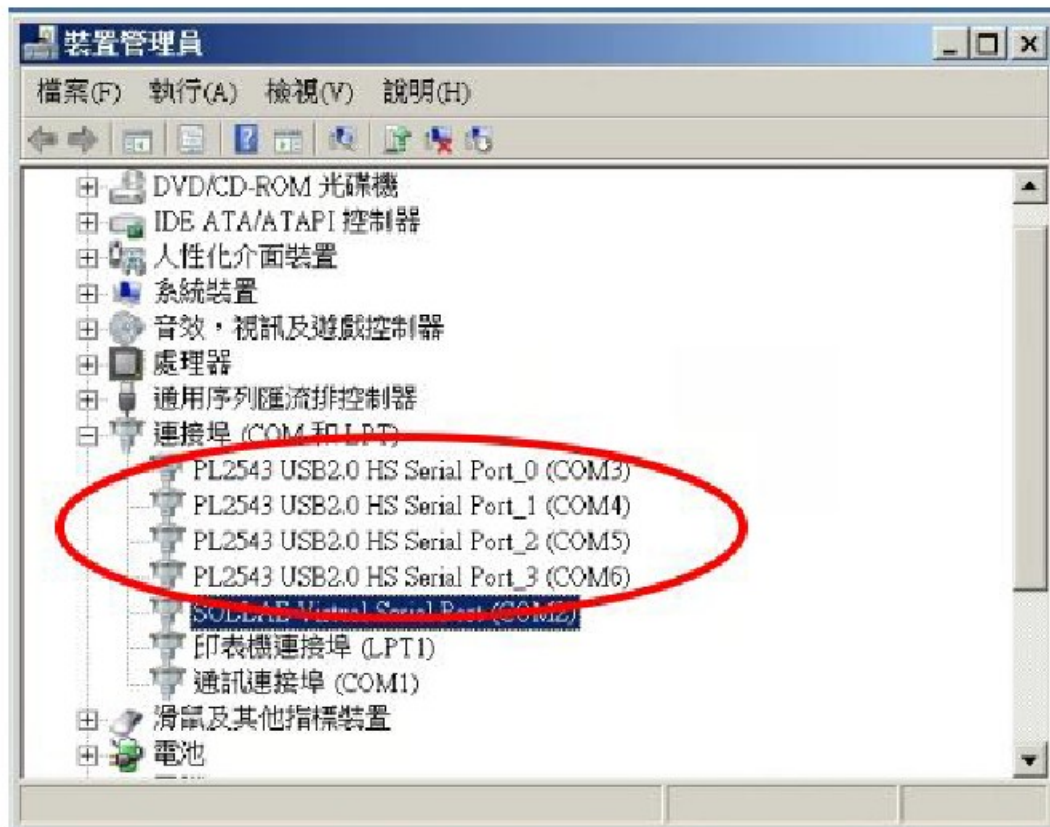 裝置管理員
檔案(F) 執行(A) 檢視(V) 說明(H)
DVD/CD-ROM 光碟機
IDE ATA/ATAPI 控制器
人性化介面裝置
系統裝置
音效，視訊及遊戲控制器
處理器
通用序列匯流排控制器
連接埠 (COM 和 LPT)
PL2543 USB2.0 HS Serial Port_0 (COM3)
PL2543 USB2.0 HS Serial Port_1 (COM4)
PL2543 USB2.0 HS Serial Port_2 (COM5)
PL2543 USB2.0 HS Serial Port_3 (COM6)
SOLLAE Virtual Serial Port (COM2)
印表機連接埠 (LPT1)
通訊連接埠 (COM1)
滑鼠及其他指標裝置
電池